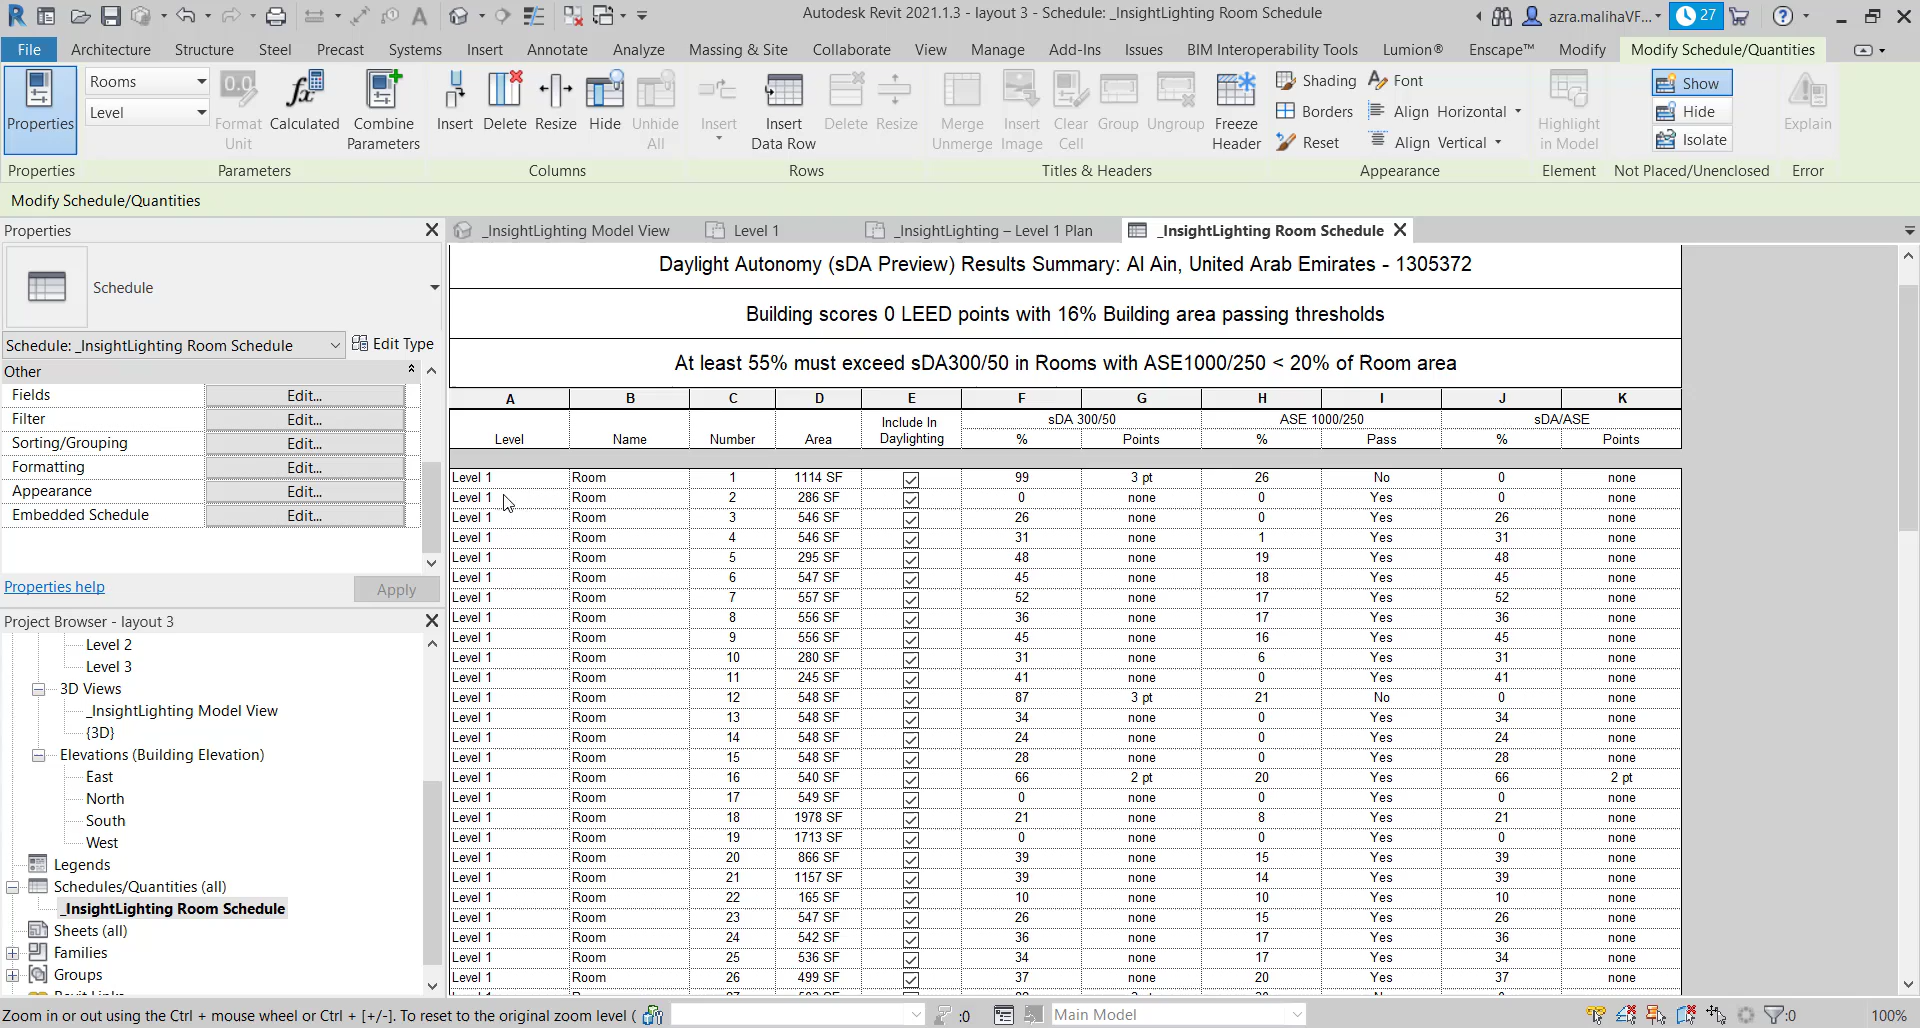 Autodesk Revit 2021.1.3 - layout 3 - Schedule: _InsightLighting Room Schedule
azra.malihaVF...
27
File Architecture Structure Steel Precast Systems Insert Annotate Analyze Massing & Site Collaborate View Manage Add-Ins Issues BIM Interoperability Tools Lumion® Enscape™ Modify Modify Schedule/Quantities
Properties
Rooms
Level
Format Unit
Calculated
Combine Parameters
Insert
Delete
Resize
Hide
Unhide All
Insert
Insert Data Row
Delete
Resize
Merge Unmerge
Insert Image
Clear Cell
Group
Ungroup
Freeze Header
Shading
Borders
Reset
Font
Align Horizontal
Align Vertical
Highlight in Model
Show
Hide
Isolate
Explain
Properties Parameters Columns Rows Titles & Headers Appearance Element Not Placed/Unenclosed Error
Modify Schedule/Quantities
Properties
Schedule
Schedule: _InsightLighting Room Schedule
Edit Type
Other
Fields Edit...
Filter Edit...
Sorting/Grouping Edit...
Formatting Edit...
Appearance Edit...
Embedded Schedule Edit...
Properties help
Apply
Project Browser - layout 3
Level 2
Level 3
3D Views
_InsightLighting Model View
{3D}
Elevations (Building Elevation)
East
North
South
West
Legends
Schedules/Quantities (all)
_InsightLighting Room Schedule
Sheets (all)
Families
Groups
_InsightLighting Model View
Level 1
_InsightLighting – Level 1 Plan
_InsightLighting Room Schedule
Daylight Autonomy (sDA Preview) Results Summary: Al Ain, United Arab Emirates - 1305372
Building scores 0 LEED points with 16% Building area passing thresholds
At least 55% must exceed sDA300/50 in Rooms with ASE1000/250 < 20% of Room area
A B C D E F G H I J K
Include In Daylighting sDA 300/50 ASE 1000/250 sDA/ASE
Level Name Number Area % Points % Pass % Points
Level 1 Room 1 1114 SF 99 3 pt 26 No 0 none
Level 1 Room 2 286 SF 0 none 0 Yes 0 none
Level 1 Room 3 546 SF 26 none 0 Yes 26 none
Level 1 Room 4 546 SF 31 none 1 Yes 31 none
Level 1 Room 5 295 SF 48 none 19 Yes 48 none
Level 1 Room 6 547 SF 45 none 18 Yes 45 none
Level 1 Room 7 557 SF 52 none 17 Yes 52 none
Level 1 Room 8 556 SF 36 none 17 Yes 36 none
Level 1 Room 9 556 SF 45 none 16 Yes 45 none
Level 1 Room 10 280 SF 31 none 6 Yes 31 none
Level 1 Room 11 245 SF 41 none 0 Yes 41 none
Level 1 Room 12 548 SF 87 3 pt 21 No 0 none
Level 1 Room 13 548 SF 34 none 0 Yes 34 none
Level 1 Room 14 548 SF 24 none 0 Yes 24 none
Level 1 Room 15 548 SF 28 none 0 Yes 28 none
Level 1 Room 16 540 SF 66 2 pt 20 Yes 66 2 pt
Level 1 Room 17 549 SF 0 none 0 Yes 0 none
Level 1 Room 18 1978 SF 21 none 8 Yes 21 none
Level 1 Room 19 1713 SF 0 none 0 Yes 0 none
Level 1 Room 20 866 SF 39 none 15 Yes 39 none
Level 1 Room 21 1157 SF 39 none 14 Yes 39 none
Level 1 Room 22 165 SF 10 none 10 Yes 10 none
Level 1 Room 23 547 SF 26 none 15 Yes 26 none
Level 1 Room 24 542 SF 36 none 17 Yes 36 none
Level 1 Room 25 536 SF 34 none 17 Yes 34 none
Level 1 Room 26 499 SF 37 none 20 Yes 37 none
Zoom in or out using the Ctrl + mouse wheel or Ctrl + [+/-]. To reset to the original zoom level (
:0
Main Model
:0
100%